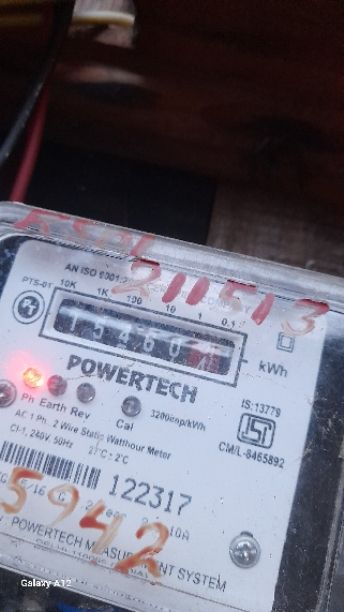 211513
AN ISO 9001:
PTS-01 10K 1K 100 10 1 0.1
15460
kWh
POWERTECH
Ph Earth Rev Cal 3200imp/kWh
AC 1 Ph. 2 Wire Static Watthour Meter
Cl-1, 240V, 50Hz 27°C±2°C
IS:13779
CM/L-8465892
122317
10A
5942
POWERTECH MEASUREMENT SYSTEM
Galaxy A12